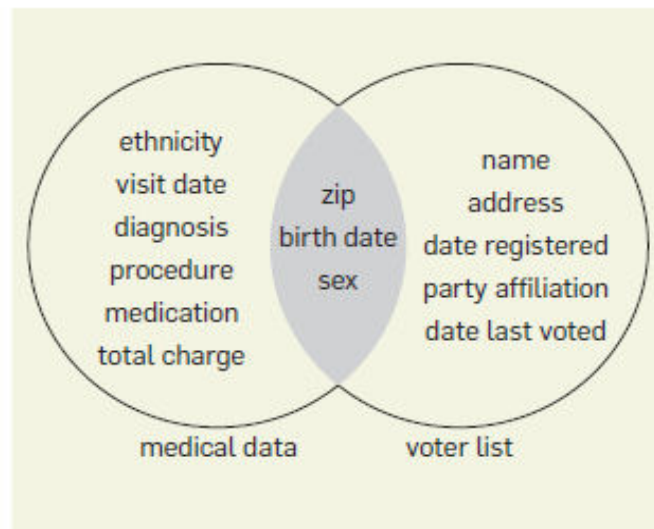 ethnicity
visit date
diagnosis
procedure
medication
total charge
zip
birth date
sex
name
address
date registered
party affiliation
date last voted
medical data
voter list